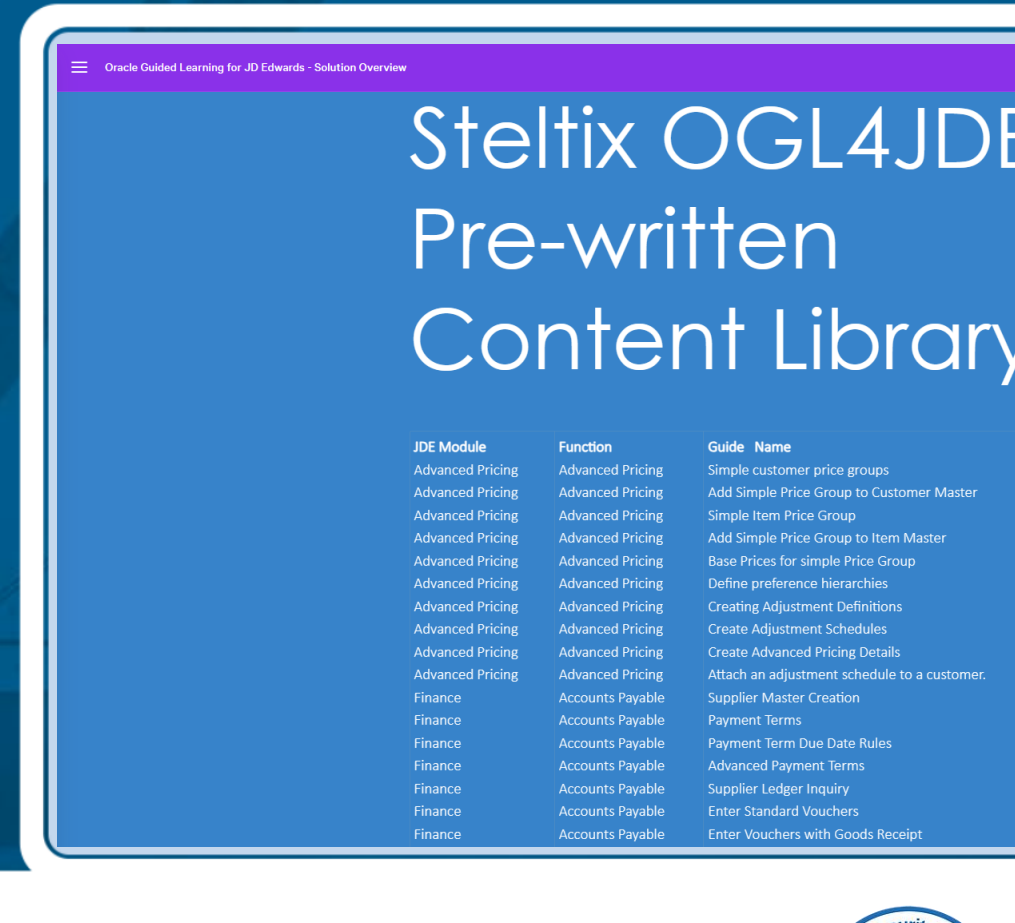 Oracle Guided Learning for JD Edwards - Solution Overview
Steltix OGL4JDE
Pre-written
Content Library
JDE Module Function Guide Name
Advanced Pricing Advanced Pricing Simple customer price groups
Advanced Pricing Advanced Pricing Add Simple Price Group to Customer Master
Advanced Pricing Advanced Pricing Simple Item Price Group
Advanced Pricing Advanced Pricing Add Simple Price Group to Item Master
Advanced Pricing Advanced Pricing Base Prices for simple Price Group
Advanced Pricing Advanced Pricing Define preference hierarchies
Advanced Pricing Advanced Pricing Creating Adjustment Definitions
Advanced Pricing Advanced Pricing Create Adjustment Schedules
Advanced Pricing Advanced Pricing Create Advanced Pricing Details
Advanced Pricing Advanced Pricing Attach an adjustment schedule to a customer.
Finance Accounts Payable Supplier Master Creation
Finance Accounts Payable Payment Terms
Finance Accounts Payable Payment Term Due Date Rules
Finance Accounts Payable Advanced Payment Terms
Finance Accounts Payable Supplier Ledger Inquiry
Finance Accounts Payable Enter Standard Vouchers
Finance Accounts Payable Enter Vouchers with Goods Receipt